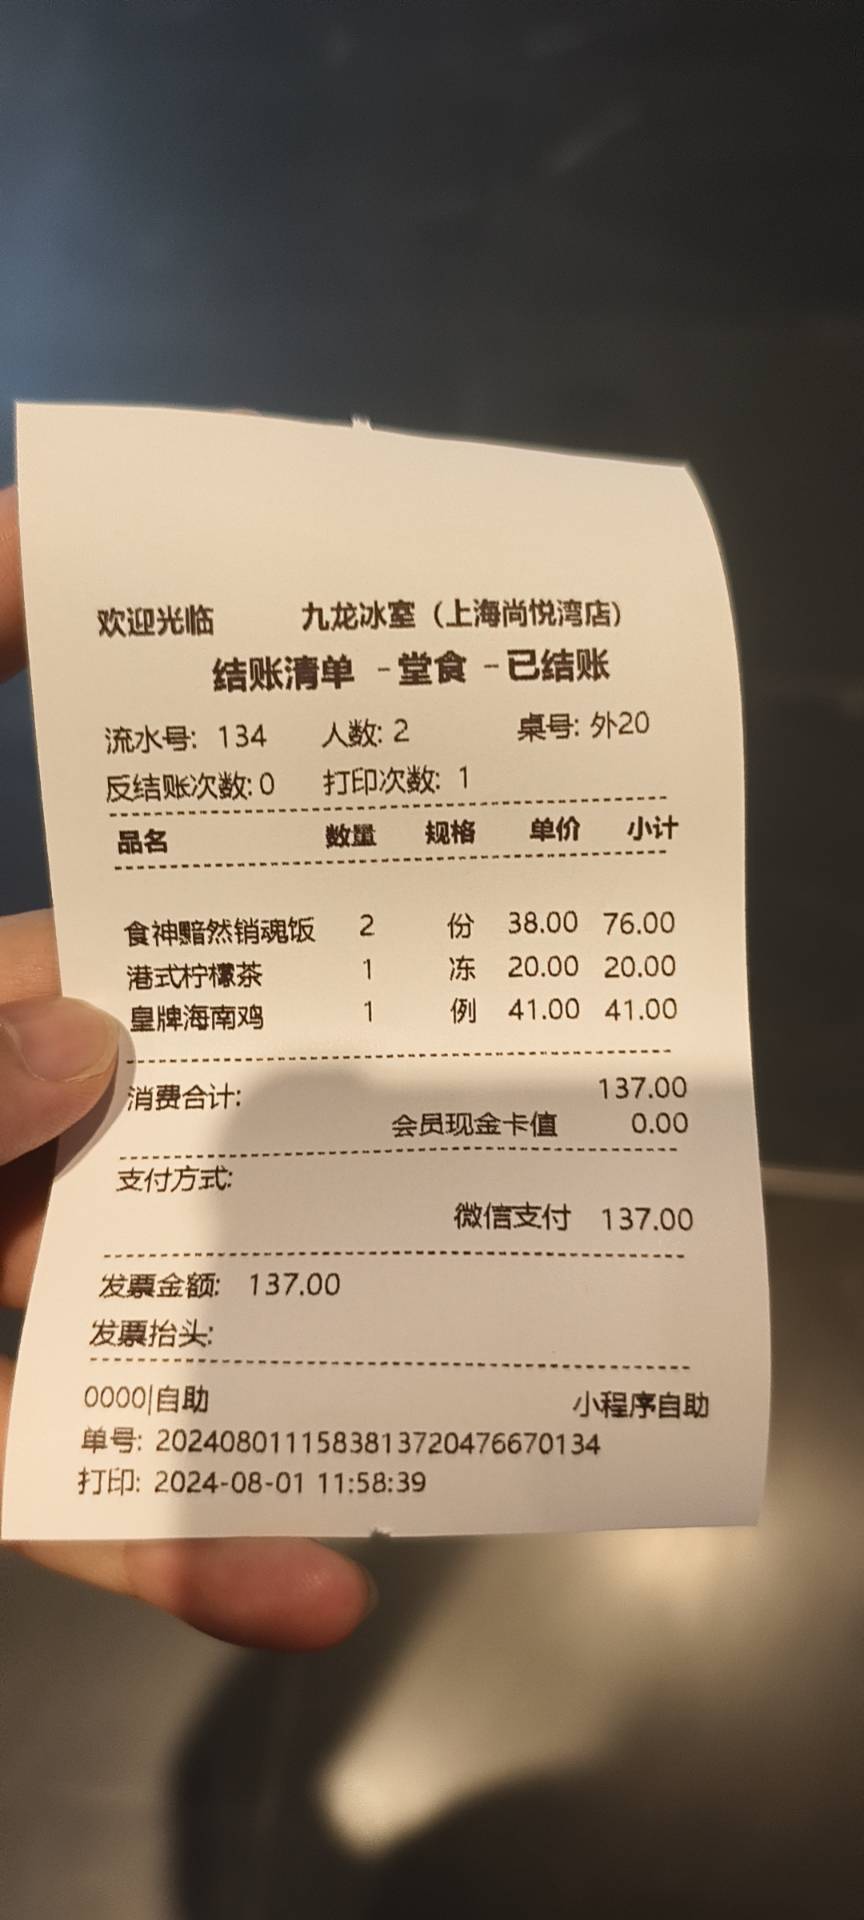 欢迎光临 九龙冰室（上海尚悦湾店）
结账清单 -堂食 -已结账
流水号: 134 人数: 2 桌号: 外20
反结账次数: 0 打印次数: 1
品名 数量 规格 单价 小计
食神黯然销魂饭 2 份 38.00 76.00
港式柠檬茶 1 冻 20.00 20.00
皇牌海南鸡 1 例 41.00 41.00
消费合计: 137.00
会员现金卡值 0.00
支付方式:
微信支付 137.00
发票金额: 137.00
发票抬头:
0000|自助 小程序自助
单号: 20240801115838137204766​70134
打印: 2024-08-01 11:58:39